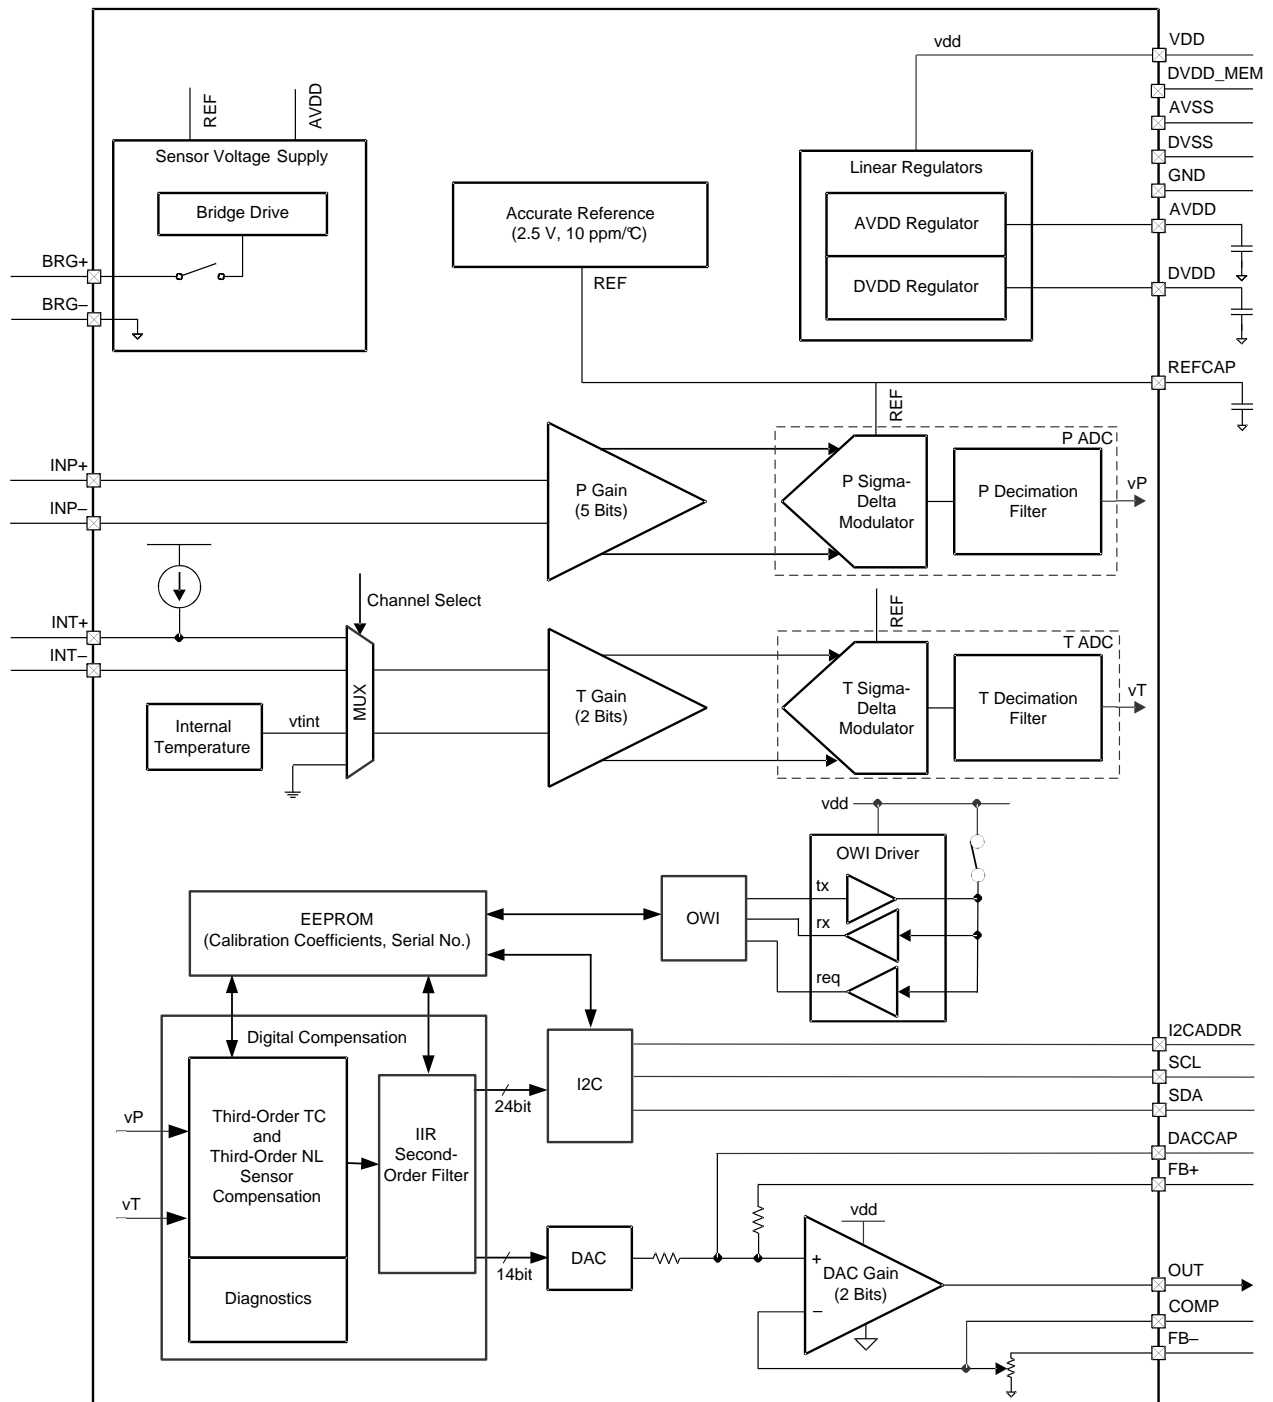 vdd
VDD
DVDD_MEM
AVSS
DVSS
GND
AVDD
DVDD
REFCAP
REF
AVDD
Sensor Voltage Supply
Bridge Drive
BRG+
BRG–
Accurate Reference
(2.5 V, 10 ppm/°C)
REF
Linear Regulators
AVDD Regulator
DVDD Regulator
REF
P ADC
INP+
INP–
P Gain
(5 Bits)
P Sigma-
Delta
Modulator
P Decimation
Filter
vP
Channel Select
INT+
INT–
MUX
Internal
Temperature
vtint
T Gain
(2 Bits)
REF
T ADC
T Sigma-
Delta
Modulator
T Decimation
Filter
vT
vdd
OWI Driver
tx
rx
req
OWI
EEPROM
(Calibration Coefficients, Serial No.)
Digital Compensation
vP
vT
Third-Order TC
and
Third-Order NL
Sensor
Compensation
Diagnostics
IIR
Second-
Order Filter
24bit
14bit
I2C
I2CADDR
SCL
SDA
DACCAP
FB+
DAC
vdd
+
DAC Gain
(2 Bits)
–
OUT
COMP
FB–